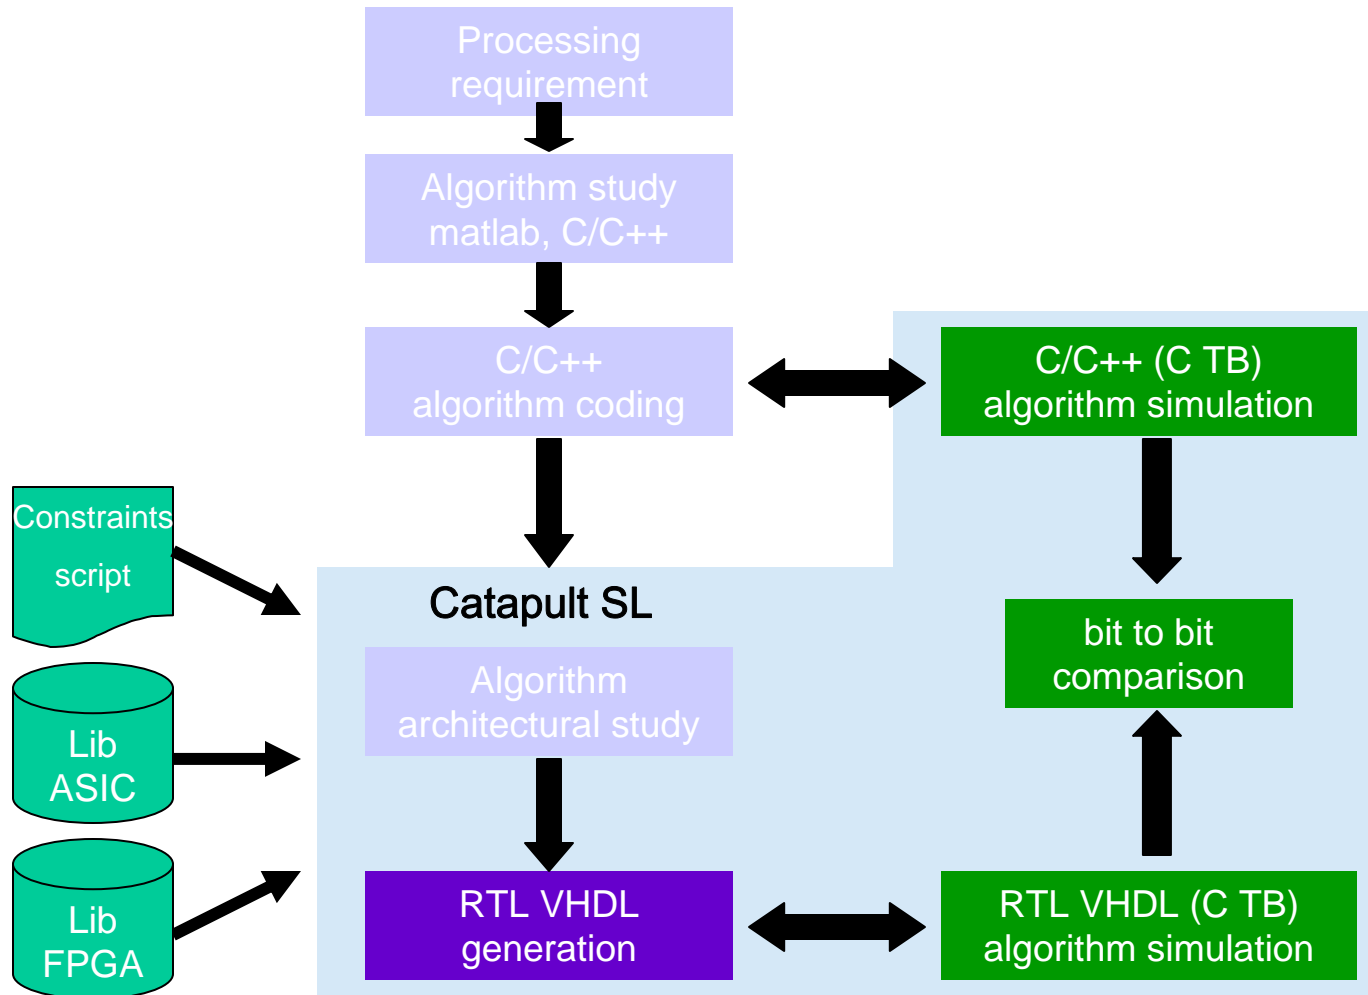 Processing
requirement
Algorithm study
matlab, C/C++
C/C++
algorithm coding
C/C++ (C TB)
algorithm simulation
Constraints
script
Catapult SL
Algorithm
architectural study
bit to bit
comparison
Lib
ASIC
Lib
FPGA
RTL VHDL
generation
RTL VHDL (C TB)
algorithm simulation